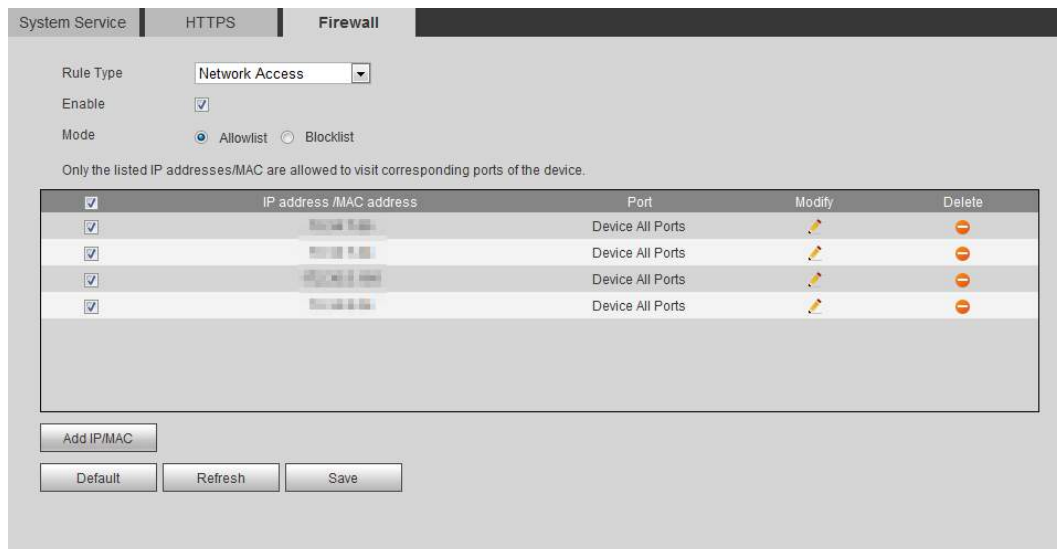 System Service HTTPS Firewall
Rule Type Network Access
Enable
Mode Allowlist Blocklist
Only the listed IP addresses/MAC are allowed to visit corresponding ports of the device.
IP address /MAC address Port Modify Delete
Device All Ports
Device All Ports
Device All Ports
Device All Ports
Add IP/MAC
Default Refresh Save